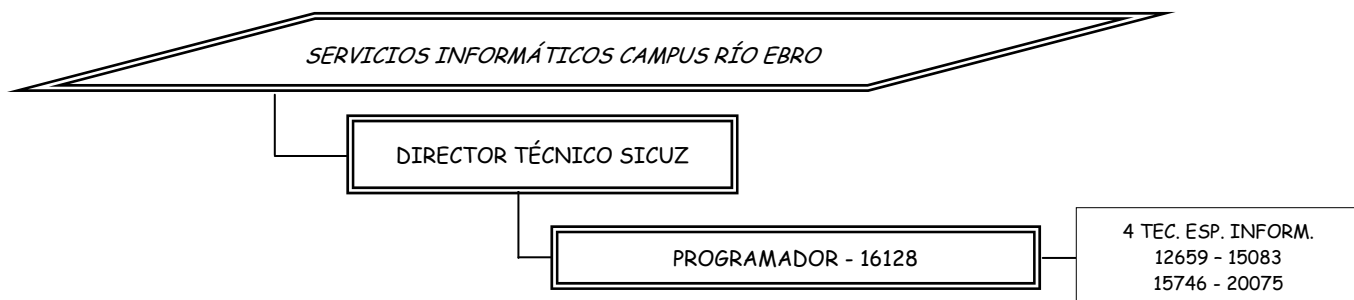 SERVICIOS INFORMÁTICOS CAMPUS RÍO EBRO
DIRECTOR TÉCNICO SICUZ
PROGRAMADOR - 16128
4 TEC. ESP. INFORM.
12659 – 15083
15746 - 20075